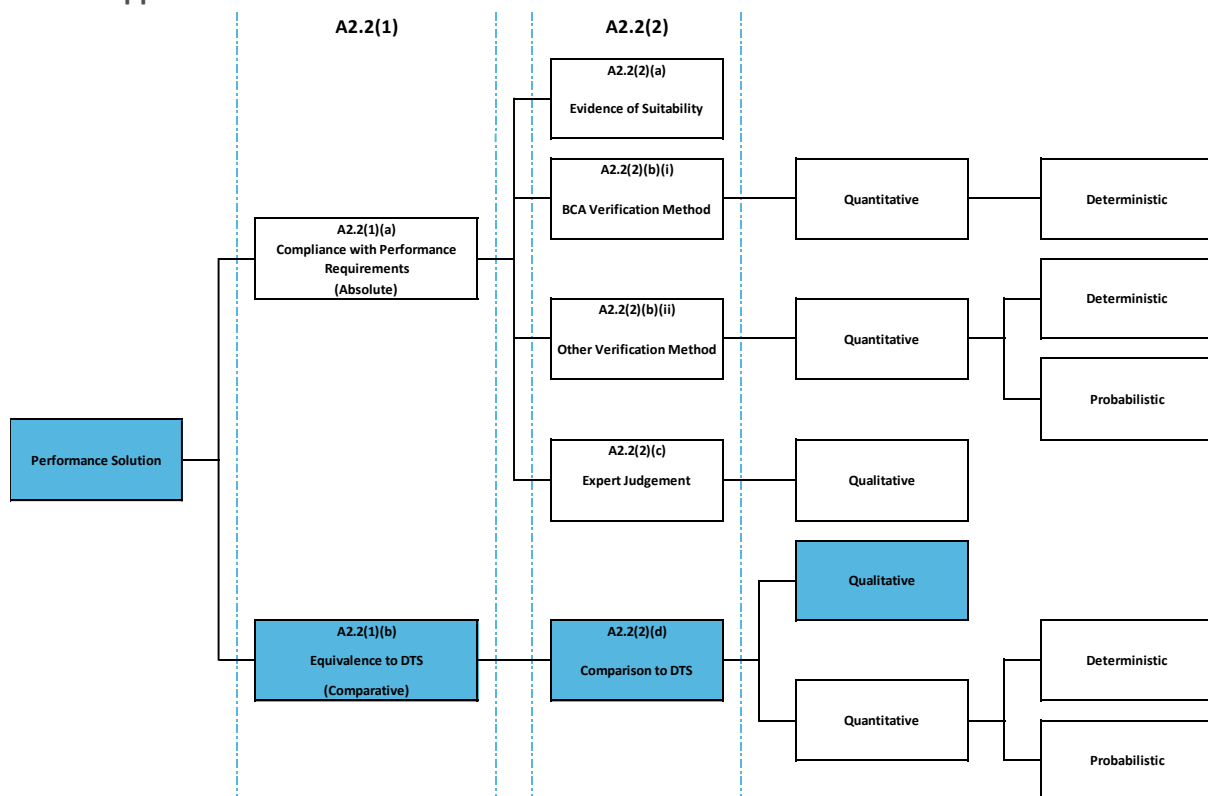 A2.2(1)
A2.2(2)
A2.2(2)(a)
Evidence of Suitability
A2.2(2)(b)(i)
BCA Verification Method
Quantitative
Deterministic
A2.2(1)(a)
Compliance with Performance
Requirements
(Absolute)
A2.2(2)(b)(ii)
Other Verification Method
Quantitative
Deterministic
Probabilistic
Performance Solution
A2.2(2)(c)
Expert Judgement
Qualitative
Qualitative
A2.2(1)(b)
Equivalence to DTS
(Comparative)
A2.2(2)(d)
Comparison to DTS
Quantitative
Deterministic
Probabilistic